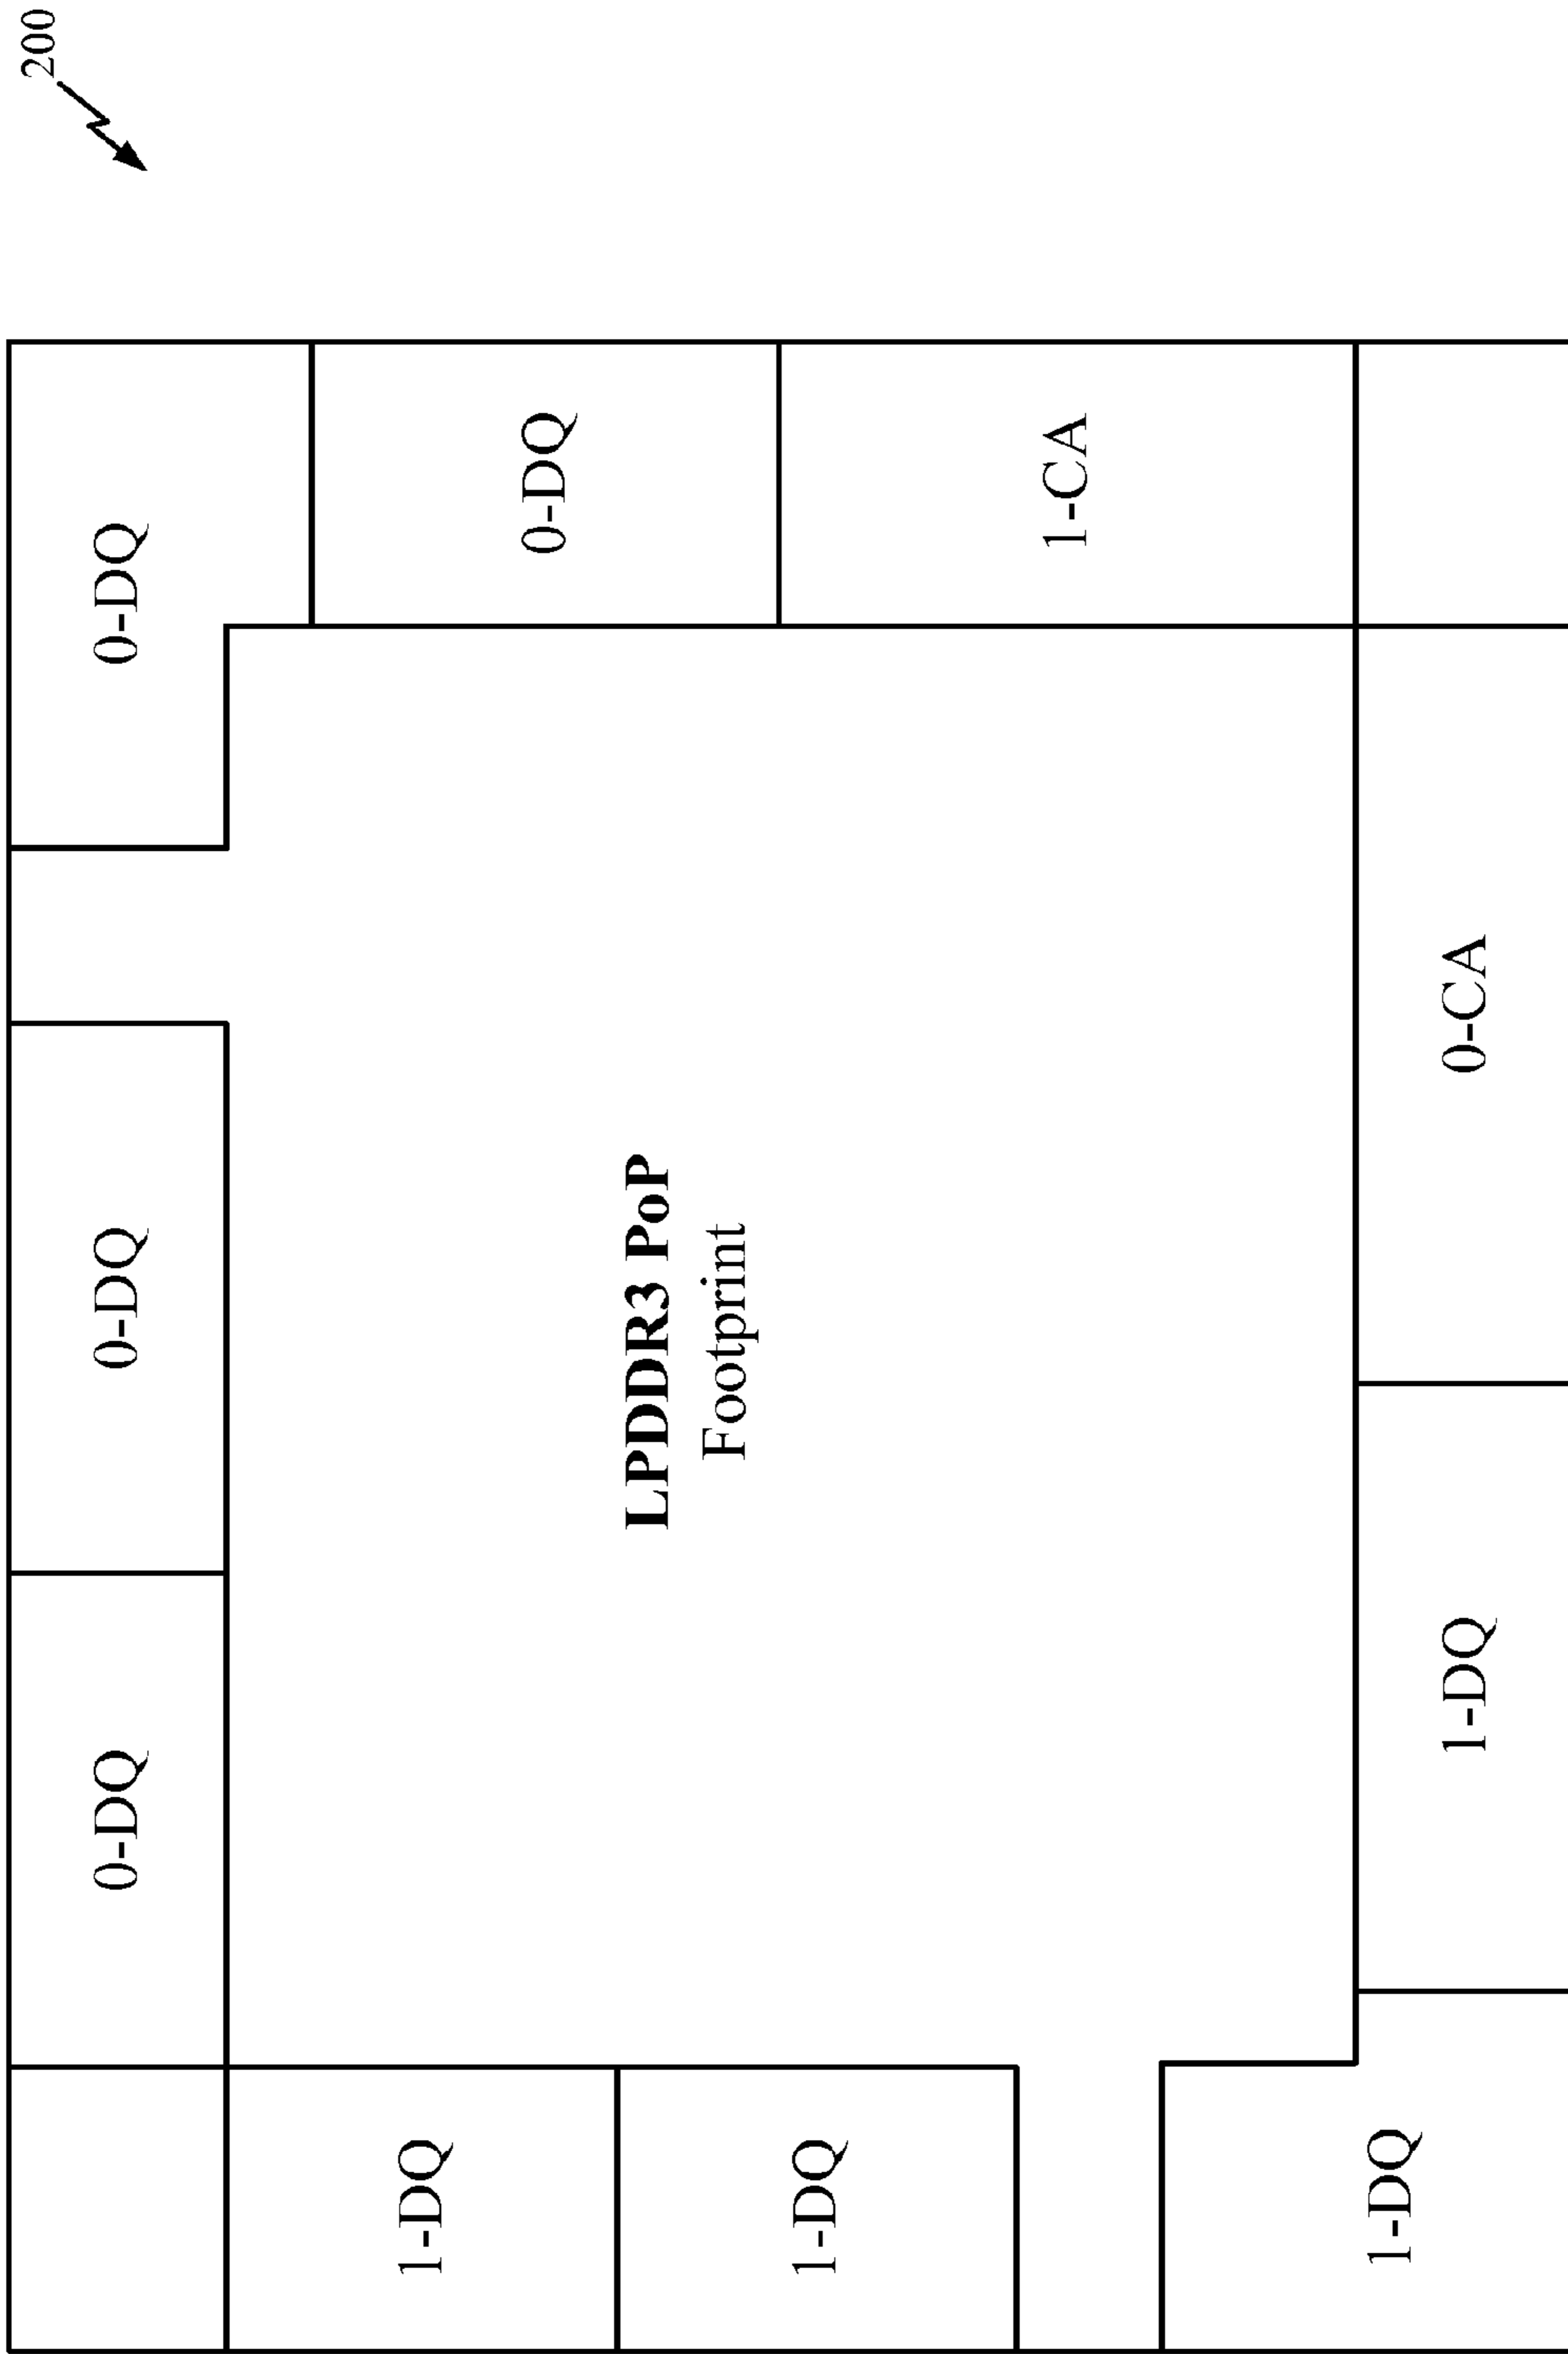 200
0-DQ
0-DQ
0-DQ
1-DQ
0-DQ
LPDDR3 PoP
Footprint
1-DQ
1-CA
1-DQ
1-DQ
0-CA